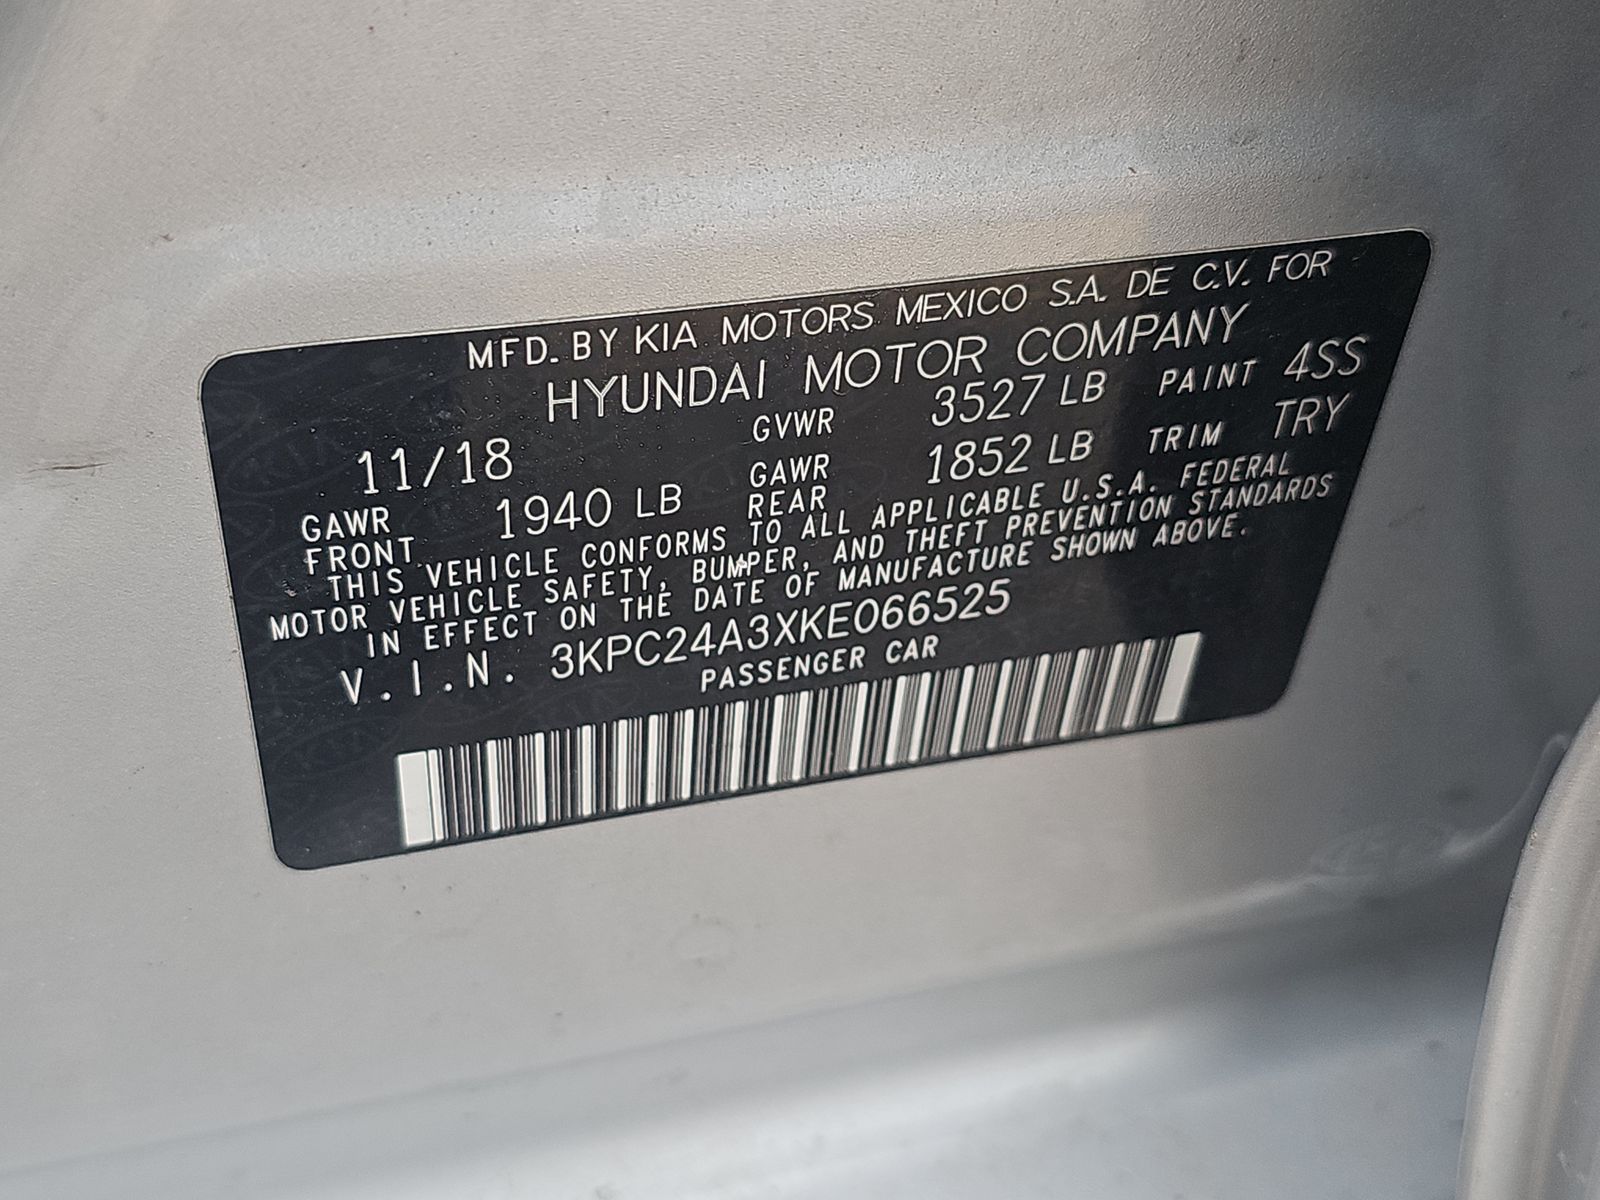 MFD. BY KIA MOTORS MEXICO S.A. DE C.V. FOR
HYUNDAI MOTOR COMPANY
11/18 GVWR 3527 LB PAINT 4SS
GAWR FRONT 1940 LB GAWR REAR 1852 LB TRIM TRY
THIS VEHICLE CONFORMS TO ALL APPLICABLE U.S.A. FEDERAL
MOTOR VEHICLE SAFETY, BUMPER, AND THEFT PREVENTION STANDARDS
IN EFFECT ON THE DATE OF MANUFACTURE SHOWN ABOVE.
V.I.N. 3KPC24A3XKE066525
PASSENGER CAR